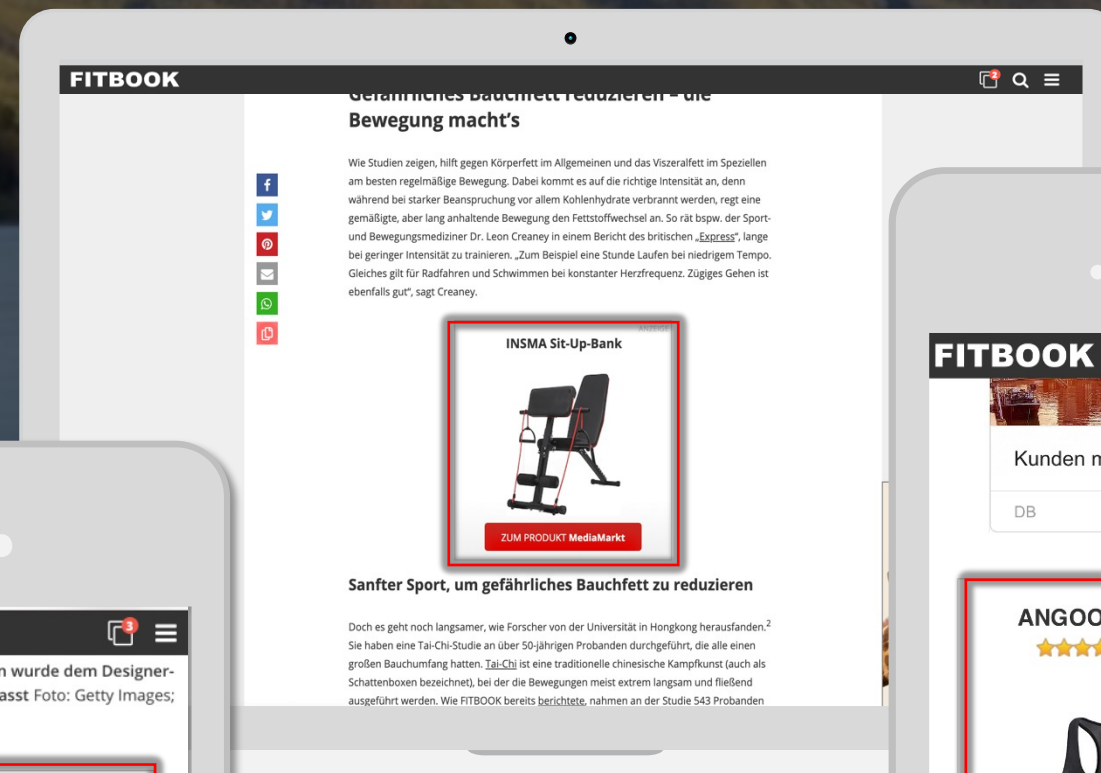 FITBOOK
2
Gefährliches Bauchfett reduzieren – die
Bewegung macht’s
Wie Studien zeigen, hilft gegen Körperfett im Allgemeinen und das Viszeralfett im Speziellen
am besten regelmäßige Bewegung. Dabei kommt es auf die richtige Intensität an, denn
während bei starker Beanspruchung vor allem Kohlenhydrate verbrannt werden, regt eine
gemäßigte, aber lang anhaltende Bewegung den Fettstoffwechsel an. So rät bspw. der Sport-
und Bewegungsmediziner Dr. Leon Creaney in einem Bericht des britischen „Express“, lange
bei geringer Intensität zu trainieren. „Zum Beispiel eine Stunde Laufen bei niedrigem Tempo.
Gleiches gilt für Radfahren und Schwimmen bei konstanter Herzfrequenz. Zügiges Gehen ist
ebenfalls gut“, sagt Creaney.
ANZEIGE
INSMA Sit-Up-Bank
ZUM PRODUKT MediaMarkt
Sanfter Sport, um gefährliches Bauchfett zu reduzieren
Doch es geht noch langsamer, wie Forscher von der Universität in Hongkong herausfanden.2
Sie haben eine Tai-Chi-Studie an über 50-jährigen Probanden durchgeführt, die alle einen
großen Bauchumfang hatten. Tai-Chi ist eine traditionelle chinesische Kampfkunst (auch als
Schattenboxen bezeichnet), bei der die Bewegungen meist extrem langsam und fließend
ausgeführt werden. Wie FITBOOK bereits berichtete, nahmen an der Studie 543 Probanden
3
n wurde dem Designer-
asst Foto: Getty Images;
FITBOOK
Kunden m
DB
ANGOO